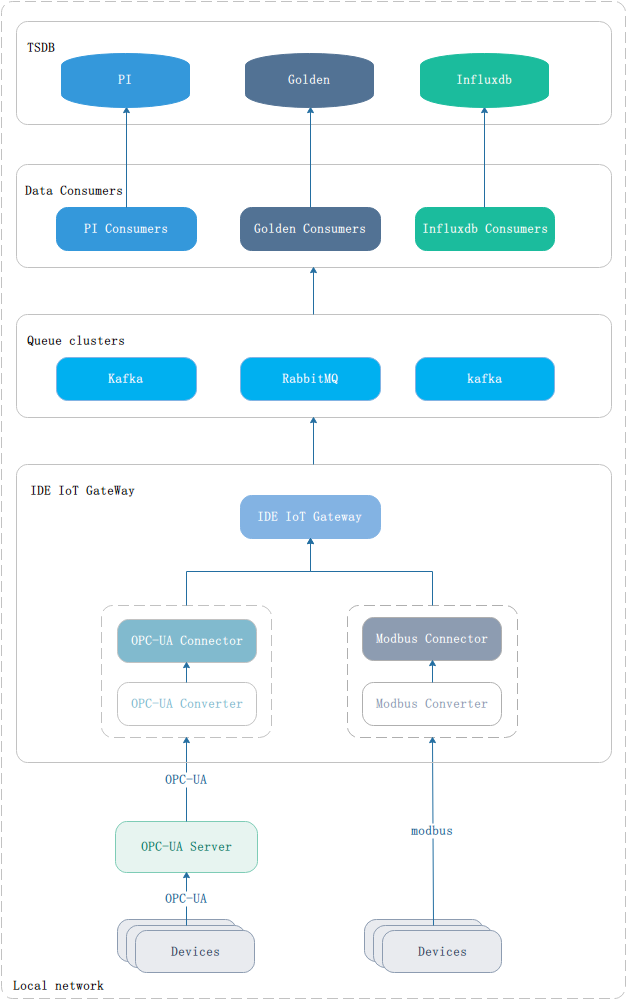 TSDB
PI
Golden
Influxdb
Data Consumers
PI Consumers
Golden Consumers
Influxdb Consumers
Queue clusters
Kafka
RabbitMQ
kafka
IDE IoT GateWay
IDE IoT Gateway
OPC-UA Connector
Modbus Connector
OPC-UA Converter
Modbus Converter
OPC-UA
modbus
OPC-UA Server
OPC-UA
Devices
Devices
Local network